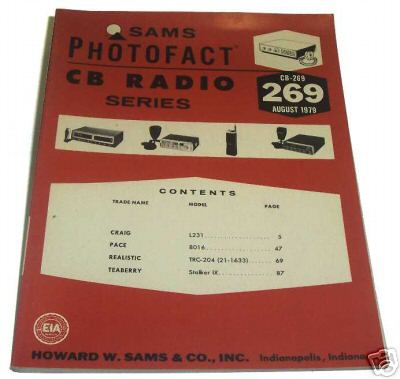 SAMS
PHOTOFACT®
CB RADIO
SERIES
CB-269
269
AUGUST 1979
CONTENTS
TRADE NAME MODEL PAGE
CRAIG L231 .................... 5
PACE 8016 .................... 47
REALISTIC TRC-204 (21-1633) ....... 69
TEABERRY Stalker IX ................ 87
EIA
HOWARD W. SAMS & CO., INC. Indianapolis, Indiana